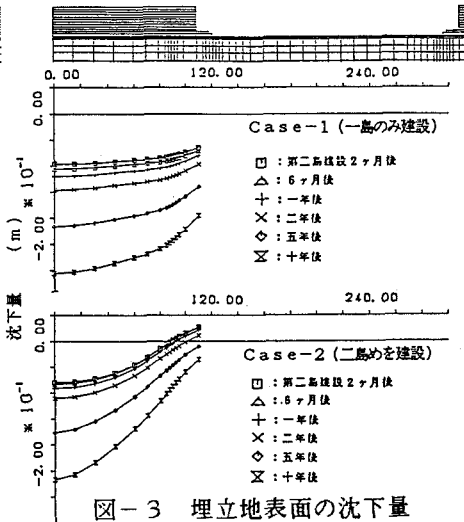 0.00 120.00 240.00
0.00
Case-1 (一島のみ建設)
□ : 第二島建設2ヶ月後
△ : 6ヶ月後
+ : 一年後
× : 二年後
◇ : 五年後
⧖ : 十年後
-2.00
沈下量 (m) *10⁻¹
120.00 240.00
0.00
Case-2 (二島めを建設)
□ : 第二島建設2ヶ月後
△ : .6ヶ月後
+ : 一年後
× : 二年後
◇ : 五年後
⧖ : 十年後
*10⁻¹
-2.00
図-3 埋立地表面の沈下量